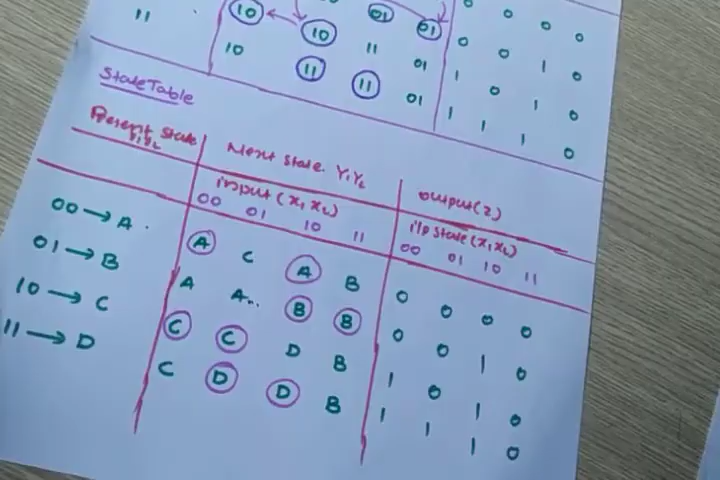 01
11 10 10 01 0 0 0 0
10 11 01 0 0 1 0
11 11 01 1 0 1 0
1 1 1 0
State Table
Present State y₁y₂ Next State. Y₁Y₂ output(z)
input (x₁ x₂) i/p state (x₁x₂)
00 01 10 11 00 01 10 11
00→A. A C A B 0 0 0 0
01→B A A.. B B 0 0 1 0
10→C C C D B 1 0 1 0
11→D C D D B 1 1 1 0